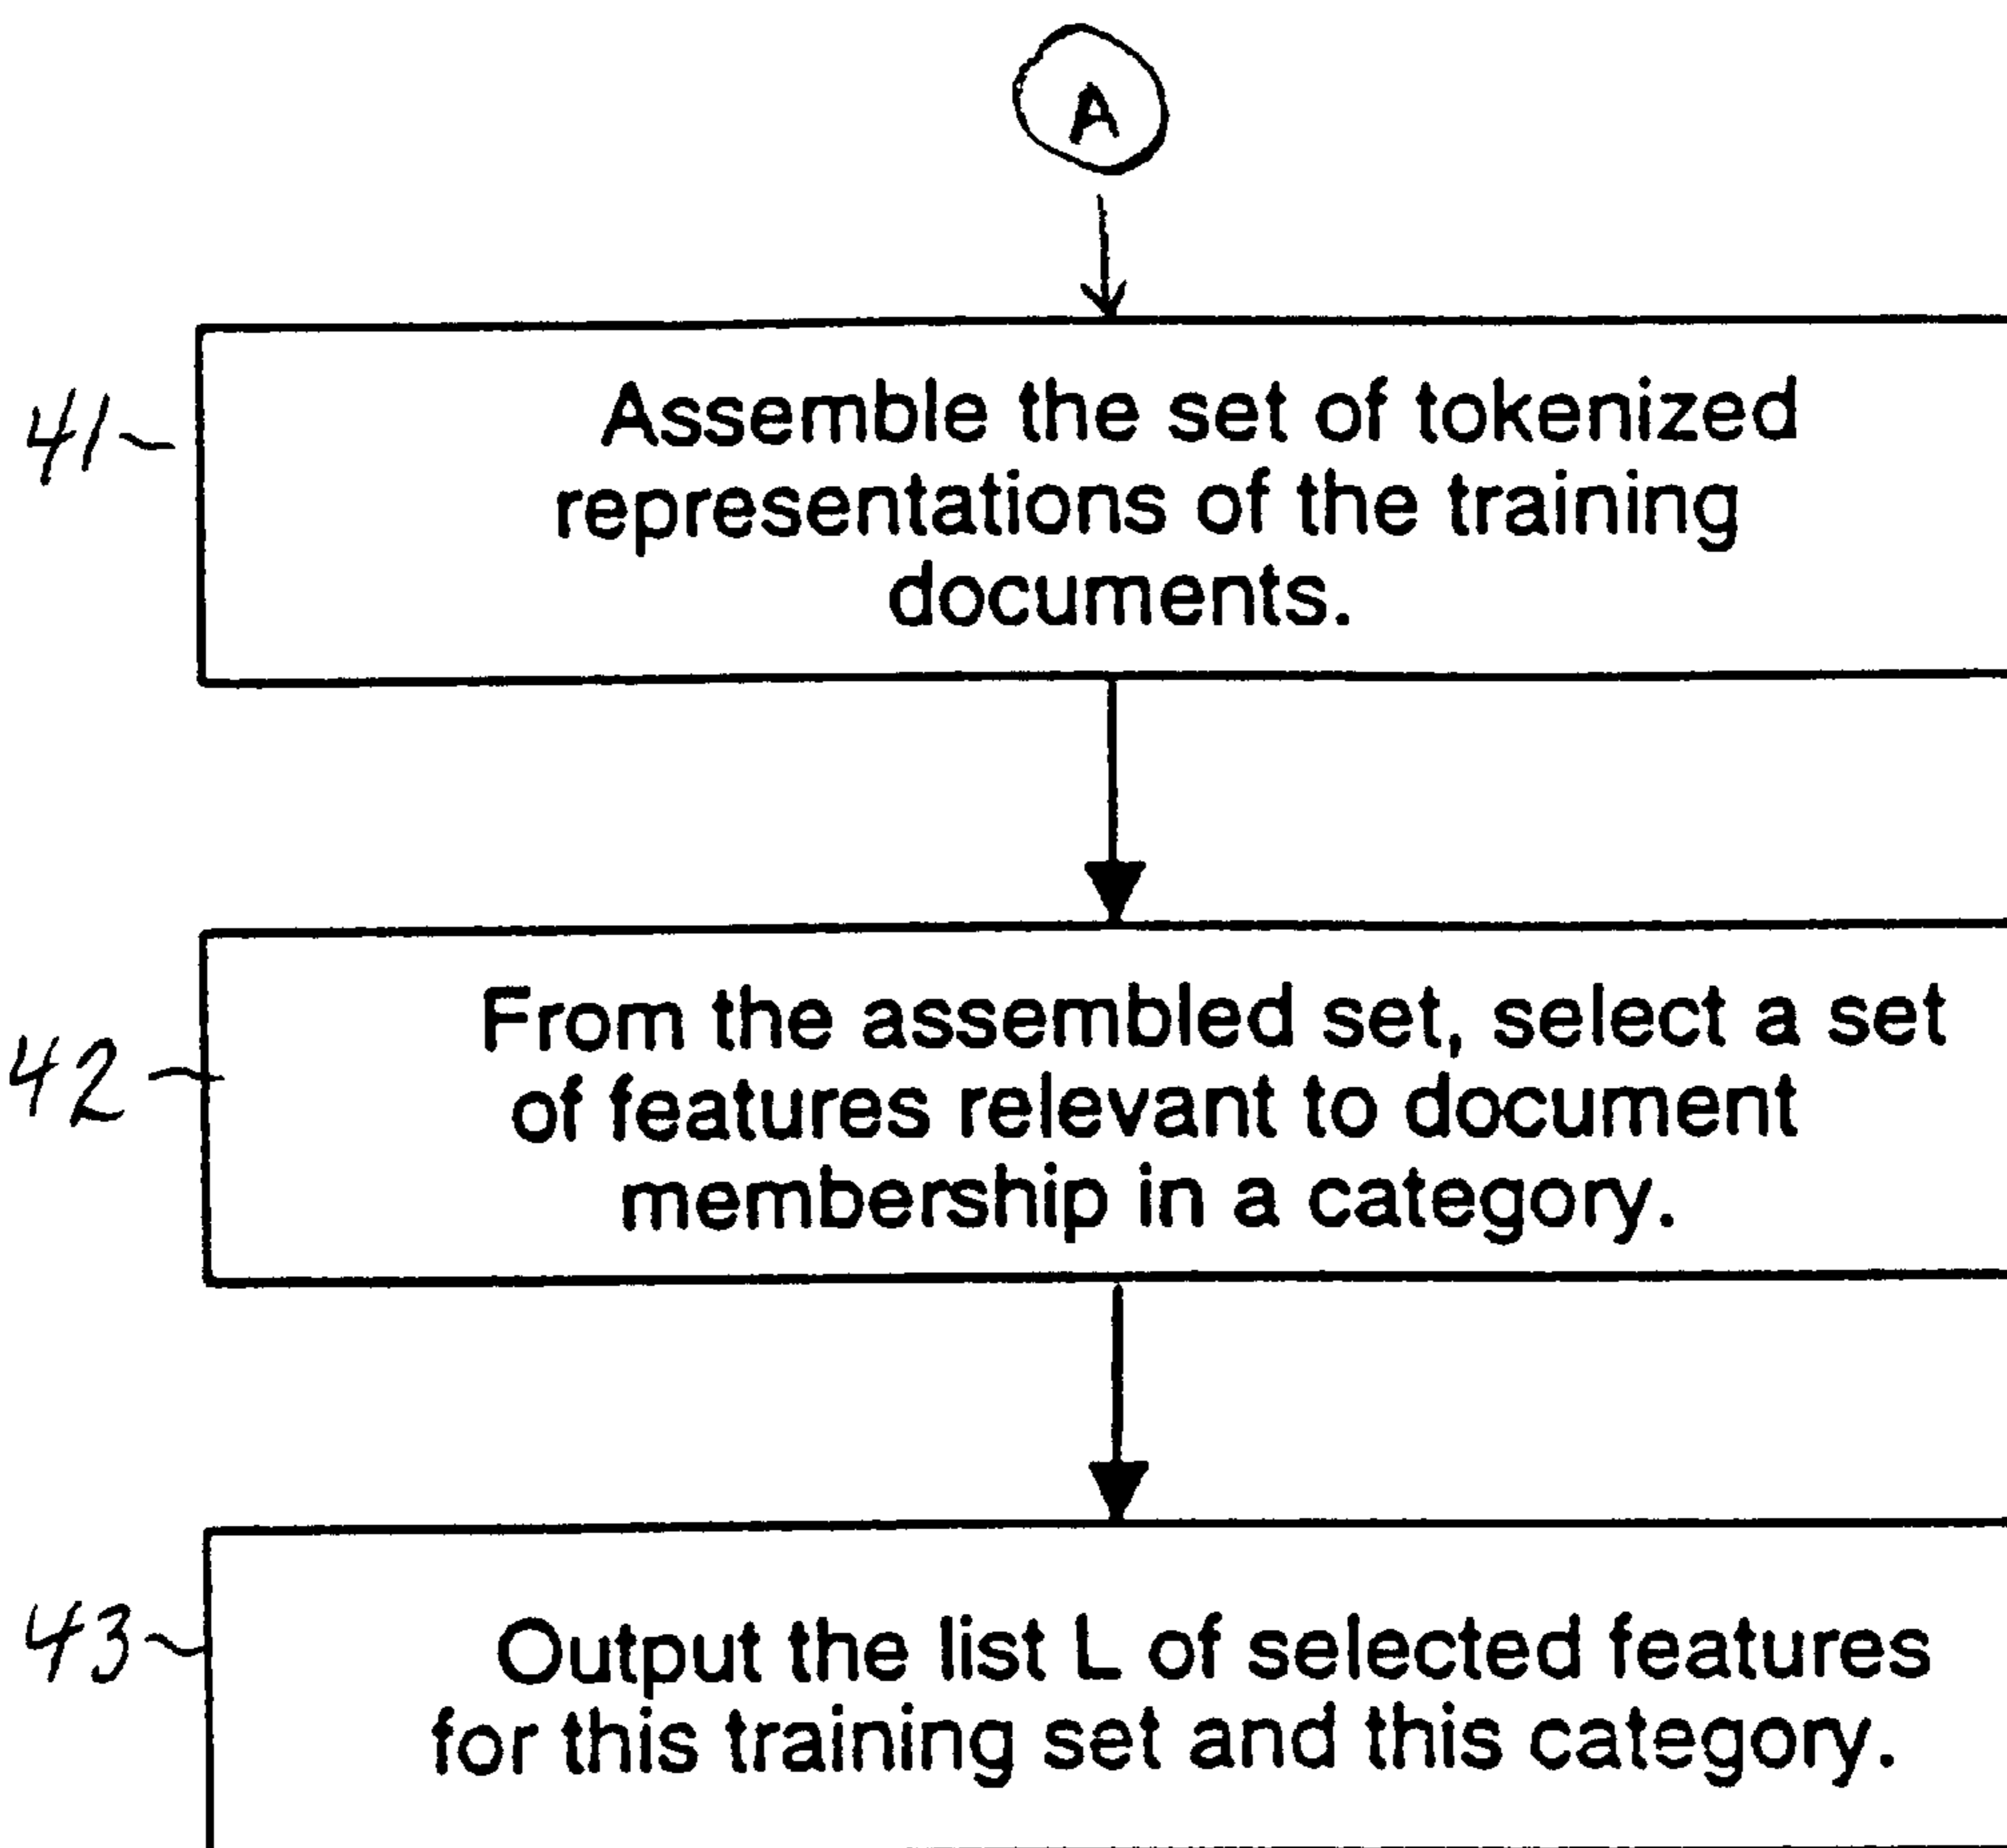 A
41
Assemble the set of tokenized
representations of the training
documents.
42
From the assembled set, select a set
of features relevant to document
membership in a category.
43
Output the list L of selected features
for this training set and this category.